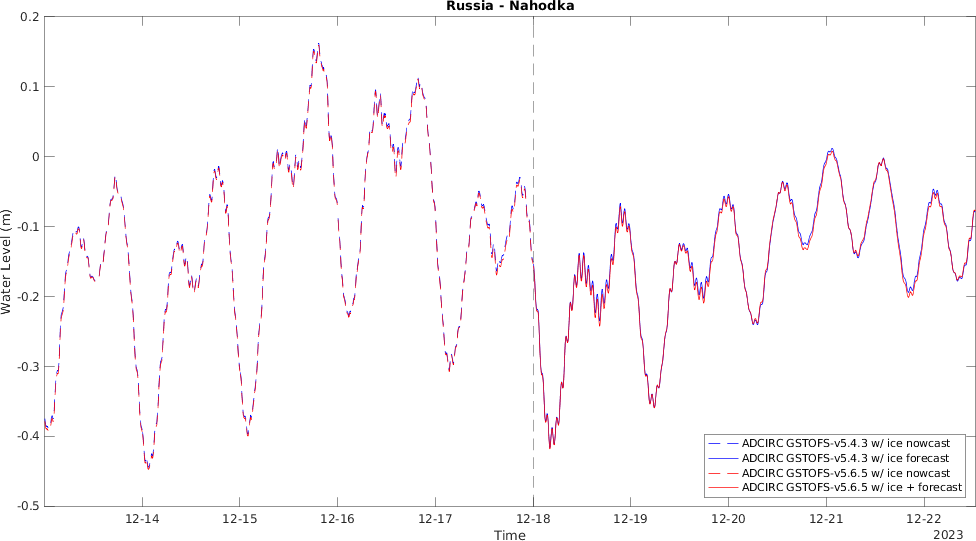 Russia - Nahodka
0.2
0.1
0
-0.1
-0.2
-0.3
-0.4
-0.5
Water Level (m)
12-14
12-15
12-16
12-17
12-18
12-19
12-20
12-21
12-22
Time
2023
ADCIRC GSTOFS-v5.4.3 w/ ice nowcast
ADCIRC GSTOFS-v5.4.3 w/ ice forecast
ADCIRC GSTOFS-v5.6.5 w/ ice nowcast
ADCIRC GSTOFS-v5.6.5 w/ ice + forecast